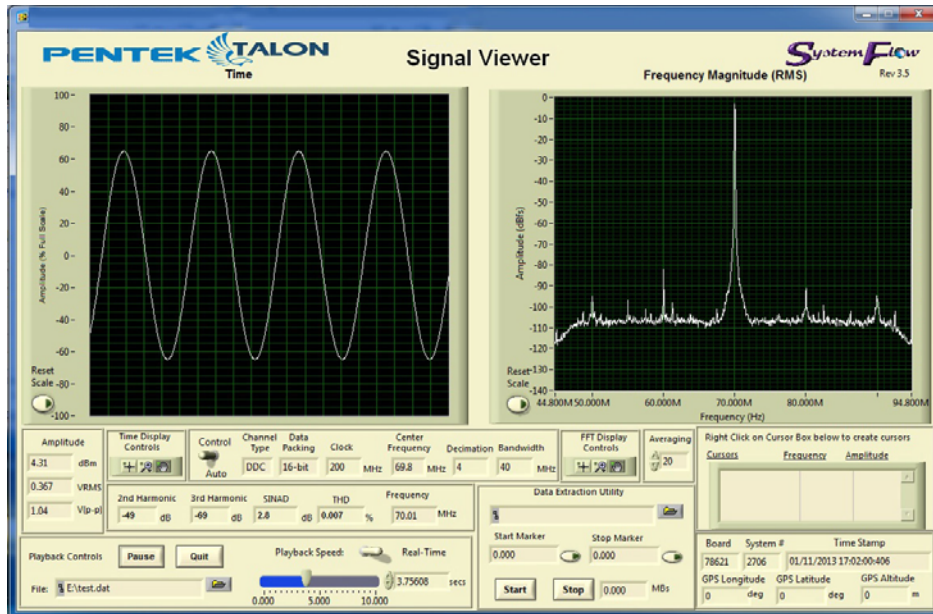 PENTEK TALON
Signal Viewer
System Flow
Rev 3.5
Time
Amplitude (% Full Scale)
100
80
60
40
20
0
-20
-40
-60
-80
-100
Reset Scale
Frequency Magnitude (RMS)
Amplitude (dBfs)
0
-10
-20
-30
-40
-50
-60
-70
-80
-90
-100
-110
-120
-130
-140
Reset Scale
44.800M 50.000M 60.000M 70.000M 80.000M 94.800M
Frequency (Hz)
Amplitude
4.31 dBm
0.367 VRMS
1.04 V(p-p)
Time Display Controls
Control
Auto
Channel Type
DDC
Data Packing
16-bit
Clock
200 MHz
Center Frequency
69.8 MHz
Decimation
4
Bandwidth
40 MHz
FFT Display Controls
Averaging
20
Right Click on Cursor Box below to create cursors
Cursors Frequency Amplitude
2nd Harmonic
-49 dB
3rd Harmonic
-69 dB
SINAD
2.8 dB
THD
0.007 %
Frequency
70.01 MHz
Data Extraction Utility
Start Marker
0.000
Stop Marker
0.000
Start Stop 0.000 MBs
Playback Controls
Pause Quit
Playback Speed: Real-Time
File: E:\test.dat
0.000 5.000 10.000
3.75608 secs
Board System # Time Stamp
78621 2706 01/11/2013 17:02:00:406
GPS Longitude GPS Latitude GPS Altitude
0 deg 0 deg 0 m